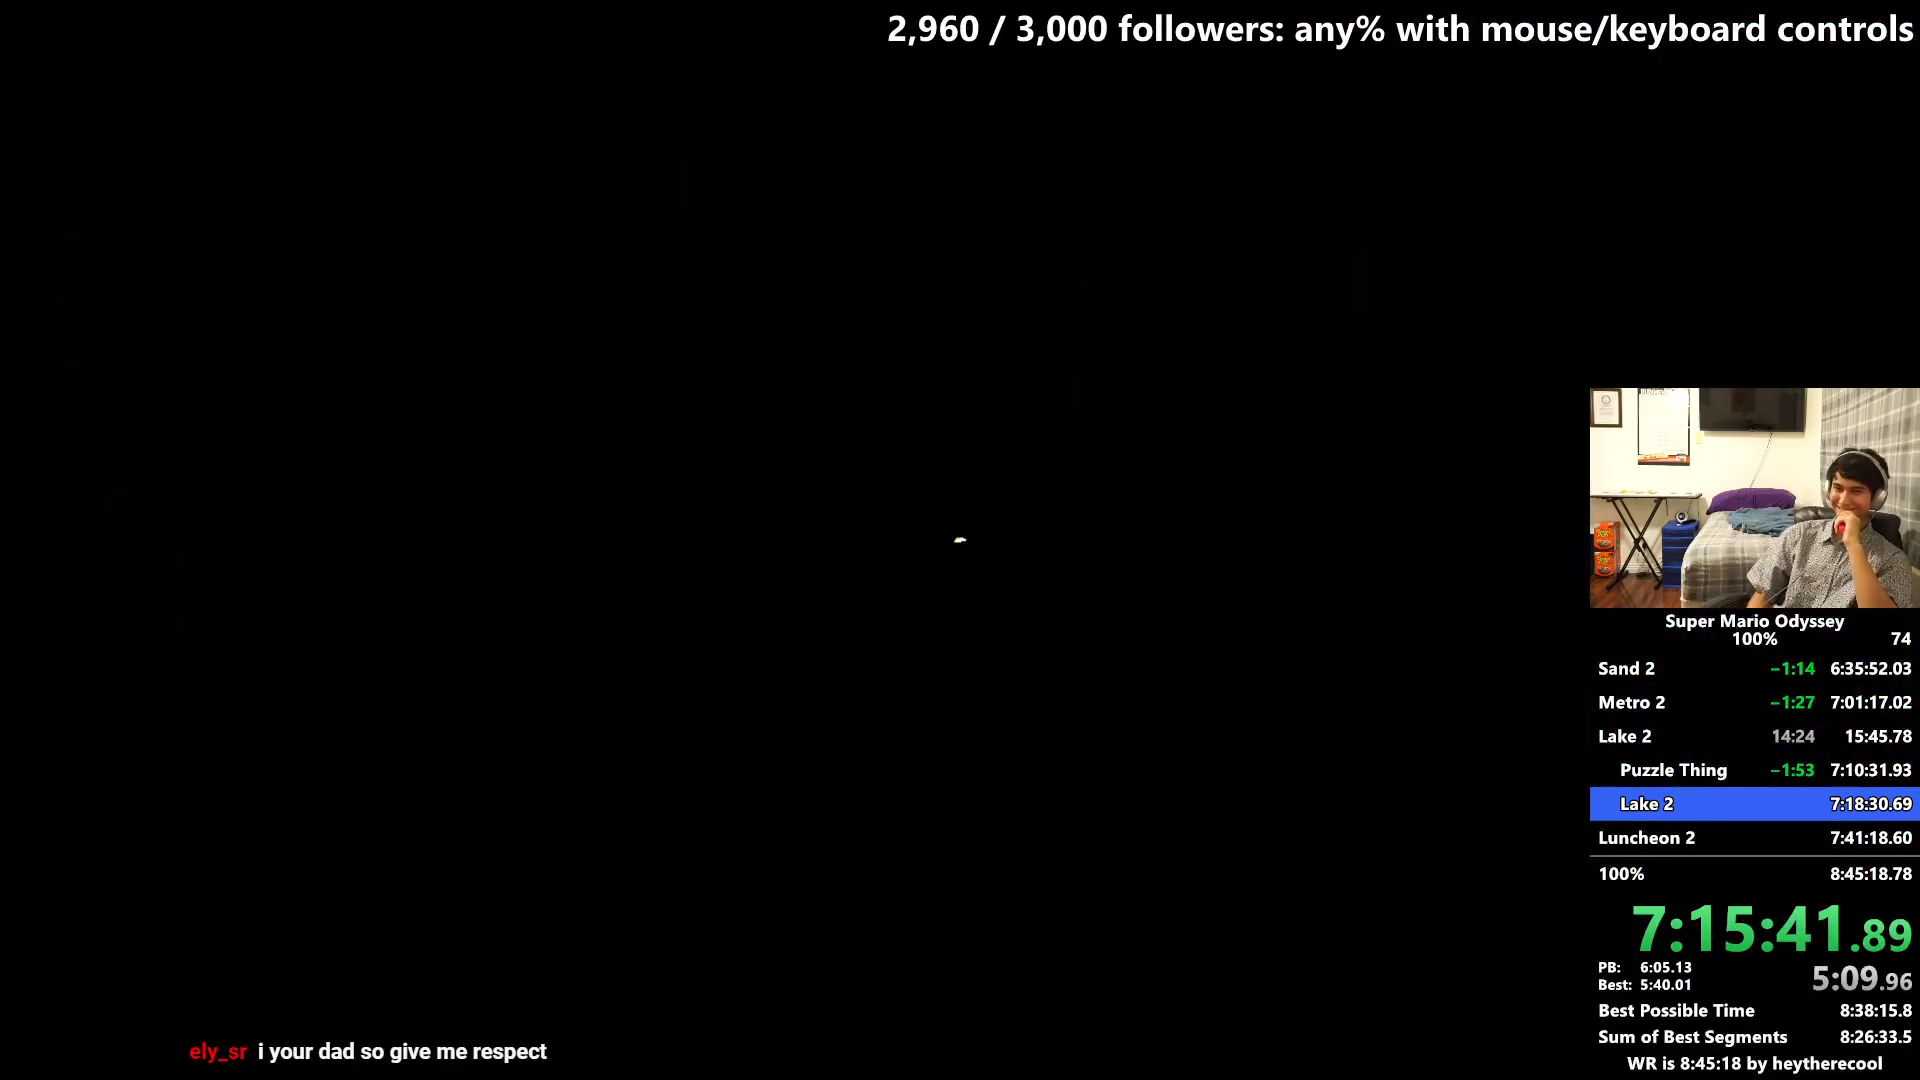 2,960 / 3,000 followers: any% with mouse/keyboard controls
Super Mario Odyssey
100% 74
Sand 2 −1:14 6:35:52.03
Metro 2 −1:27 7:01:17.02
Lake 2 14:24 15:45.78
Puzzle Thing −1:53 7:10:31.93
Lake 2 7:18:30.69
Luncheon 2 7:41:18.60
100% 8:45:18.78
7:15:41.89
PB: 6:05.13
Best: 5:40.01
5:09.96
Best Possible Time 8:38:15.8
Sum of Best Segments 8:26:33.5
WR is 8:45:18 by heytherecool
ely_sr i your dad so give me respect